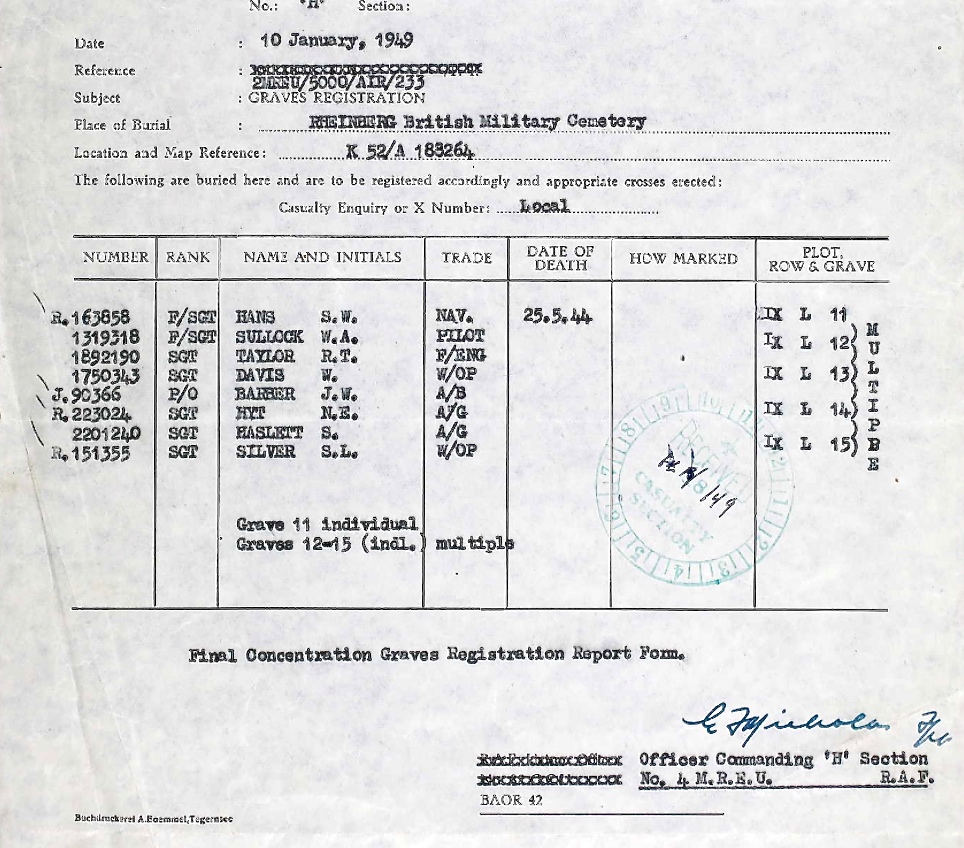 No.: "H" Section:
Date : 10 January, 1949
Reference :
2MREU/5000/AIR/233
Subject : GRAVES REGISTRATION
Place of Burial : RHEINBERG British Military Cemetery
Location and Map Reference: K 52/A 183264
The following are buried here and are to be registered accordingly and appropriate crosses erected:
Casualty Enquiry or X Number: Local
NUMBER RANK NAME AND INITIALS TRADE DATE OF DEATH HOW MARKED PLOT, ROW & GRAVE
R.163858 F/SGT HANS S.W. NAV. 25.5.44 IX L 11
1319318 F/SGT SULLOCK W.A. PILOT IX L 12)
1892190 SGT TAYLOR R.T. F/ENG
1750343 SGT DAVIS W. W/OP IX L 13)
J.90366 P/O BARBER J.W. A/B
R.223024 SGT HYT N.E. A/G IX L 14)
2201240 SGT HASLETT S. A/G
R.151355 SGT SILVER S.L. W/OP IX L 15)
MULTIPBE
RECEIVED
CASUALTY
SECTION
Grave 11 individual
Graves 12-15 (incl.) multiple
Final Concentration Graves Registration Report Form.
Officer Commanding "H" Section
No. 4 M.R.E.U. R.A.F.
BAOR 42
Buchdruckerei A.Boemmel,Tegernsee